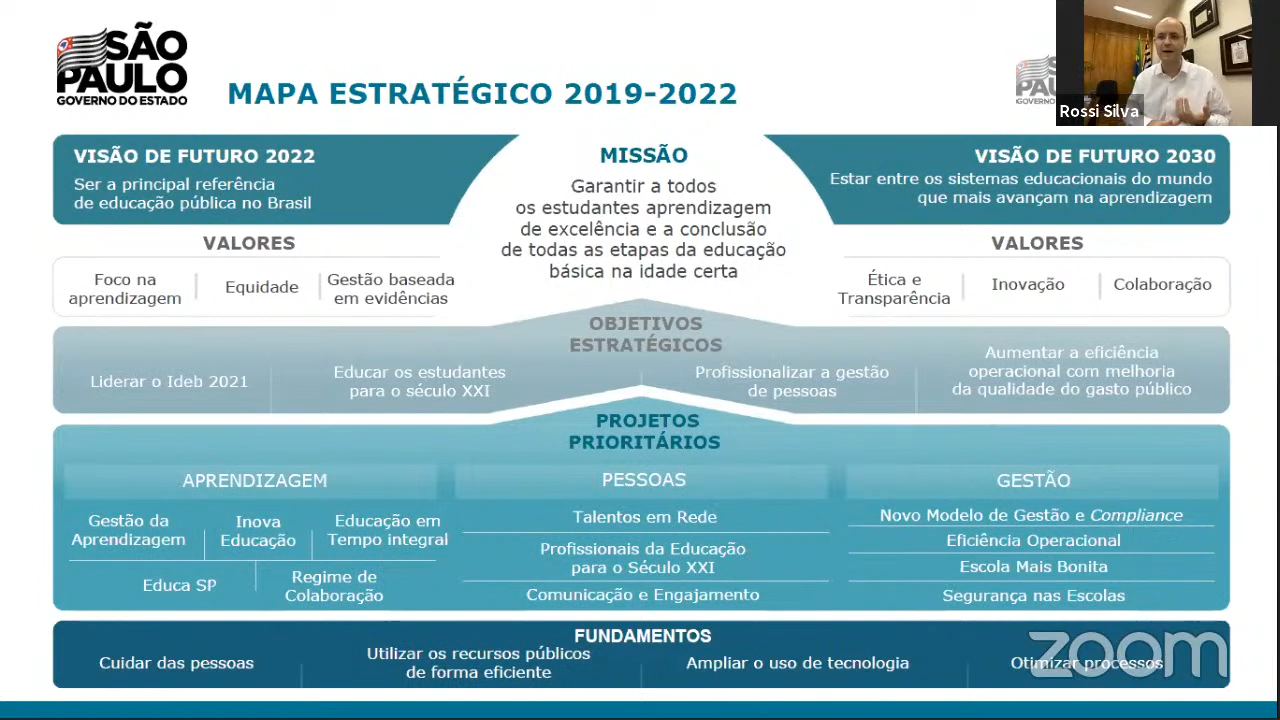 SÃO
PAULO
GOVERNO DO ESTADO
MAPA ESTRATÉGICO 2019-2022
Rossi Silva
VISÃO DE FUTURO 2022
Ser a principal referência
de educação pública no Brasil
MISSÃO
Garantir a todos
os estudantes aprendizagem
de excelência e a conclusão
de todas as etapas da educação
básica na idade certa
VISÃO DE FUTURO 2030
Estar entre os sistemas educacionais do mundo
que mais avançam na aprendizagem
VALORES
Foco na
aprendizagem
Equidade
Gestão baseada
em evidências
VALORES
Ética e
Transparência
Inovação
Colaboração
OBJETIVOS
ESTRATÉGICOS
Liderar o Ideb 2021
Educar os estudantes
para o século XXI
Profissionalizar a gestão
de pessoas
Aumentar a eficiência
operacional com melhoria
da qualidade do gasto público
PROJETOS
PRIORITÁRIOS
APRENDIZAGEM
Gestão da
Aprendizagem
Inova
Educação
Educação em
Tempo integral
Educa SP
Regime de
Colaboração
PESSOAS
Talentos em Rede
Profissionais da Educação
para o Século XXI
Comunicação e Engajamento
GESTÃO
Novo Modelo de Gestão e Compliance
Eficiência Operacional
Escola Mais Bonita
Segurança nas Escolas
FUNDAMENTOS
Cuidar das pessoas
Utilizar os recursos públicos
de forma eficiente
Ampliar o uso de tecnologia
Otimizar processos
zoom